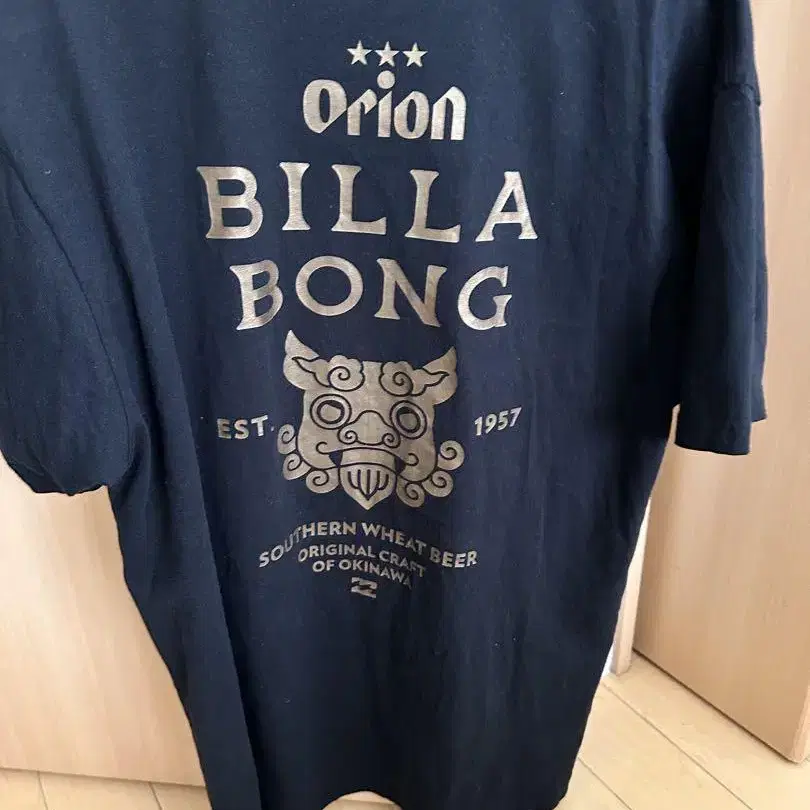 Orion
BILLA
BONG
EST. 1957
SOUTHERN WHEAT BEER
ORIGINAL CRAFT
OF OKINAWA